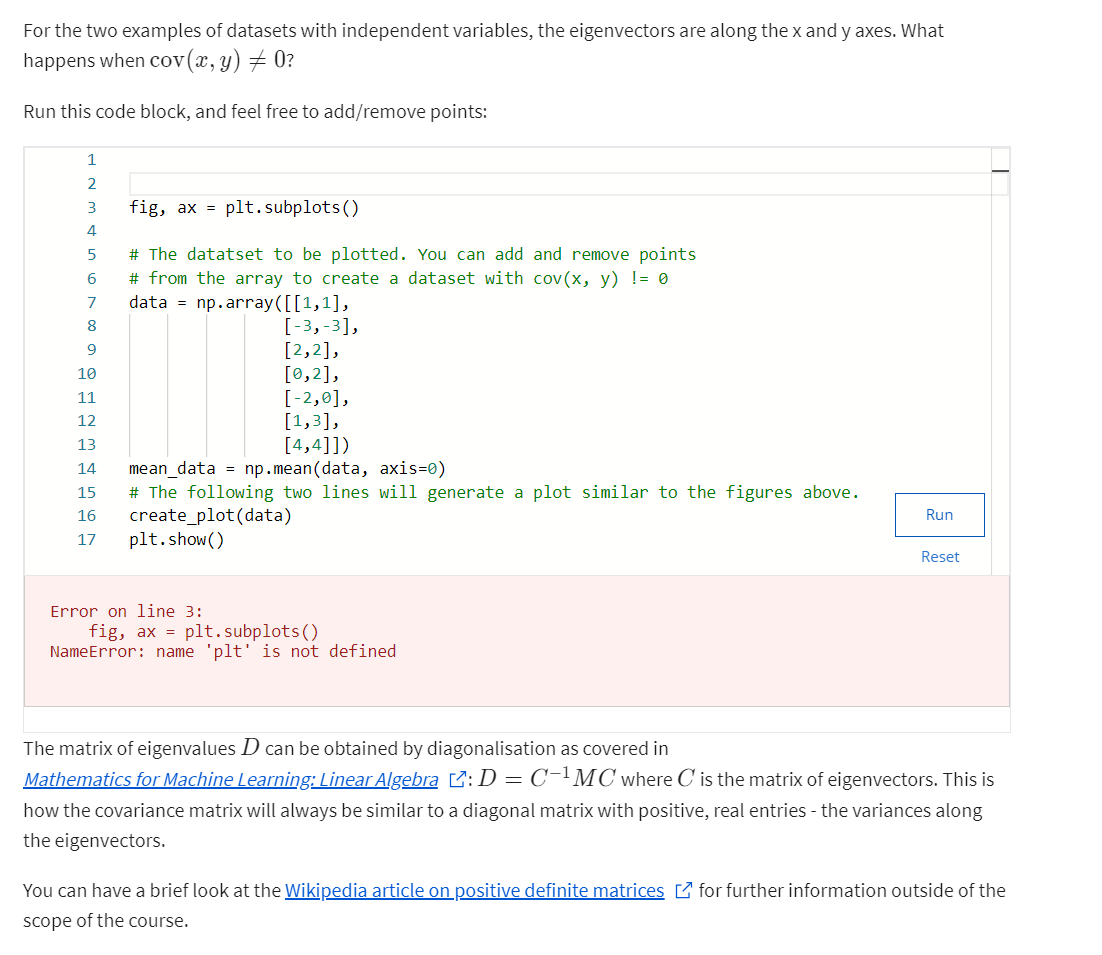 For the two examples of datasets with independent variables, the eigenvectors are along the x and y axes. What
happens when cov(x, y) ≠ 0?
Run this code block, and feel free to add/remove points:
1
2
3 fig, ax = plt.subplots()
4
5 # The datatset to be plotted. You can add and remove points
6 # from the array to create a dataset with cov(x, y) != 0
7 data = np.array([[1,1],
8 [-3,-3],
9 [2,2],
10 [0,2],
11 [-2,0],
12 [1,3],
13 [4,4]])
14 mean_data = np.mean(data, axis=0)
15 # The following two lines will generate a plot similar to the figures above.
16 create_plot(data)
17 plt.show()
Run
Reset
Error on line 3:
fig, ax = plt.subplots()
NameError: name 'plt' is not defined
The matrix of eigenvalues D can be obtained by diagonalisation as covered in
Mathematics for Machine Learning: Linear Algebra : D = C⁻¹MC where C is the matrix of eigenvectors. This is
how the covariance matrix will always be similar to a diagonal matrix with positive, real entries - the variances along
the eigenvectors.
You can have a brief look at the Wikipedia article on positive definite matrices for further information outside of the
scope of the course.